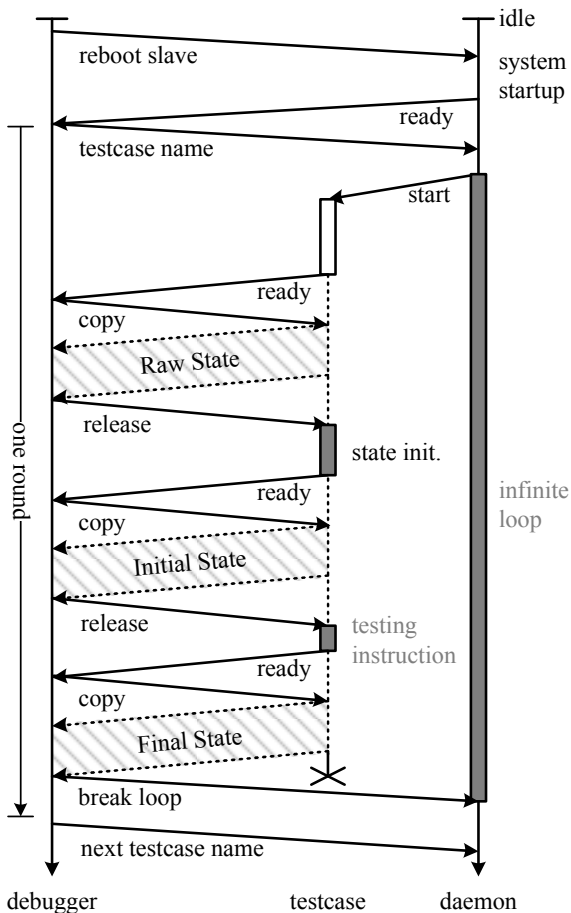 idle
reboot slave
system
startup
ready
testcase name
start
ready
copy
Raw State
release
state init.
ready
one round
copy
infinite
loop
Initial State
release
testing
instruction
ready
copy
Final State
break loop
next testcase name
debugger
testcase
daemon